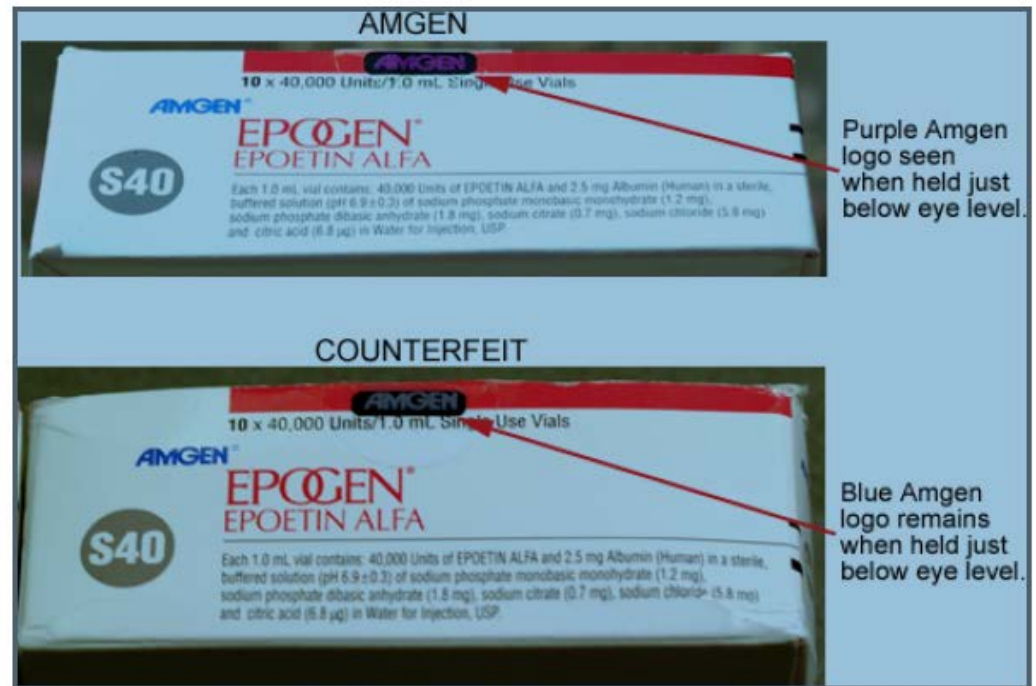 AMGEN
AMGEN
10 x 40,000 Units/1.0 mL Single-Use Vials
AMGEN®
EPOGEN®
EPOETIN ALFA
S40
Each 1.0 mL vial contains: 40,000 Units of EPOETIN ALFA and 2.5 mg Albumin (Human) in a sterile,
buffered solution (pH 6.9±0.3) of sodium phosphate monobasic monohydrate (1.2 mg),
sodium phosphate dibasic anhydrate (1.8 mg), sodium citrate (0.7 mg), sodium chloride (5.8 mg)
and citric acid (6.8 µg) in Water for Injection, USP.
Purple Amgen
logo seen
when held just
below eye level.
COUNTERFEIT
AMGEN
10 x 40,000 Units/1.0 mL Single-Use Vials
AMGEN®
EPOGEN®
EPOETIN ALFA
S40
Each 1.0 mL vial contains: 40,000 Units of EPOETIN ALFA and 2.5 mg Albumin (Human) in a sterile,
buffered solution (pH 6.9±0.3) of sodium phosphate monobasic monohydrate (1.2 mg),
sodium phosphate dibasic anhydrate (1.8 mg), sodium citrate (0.7 mg), sodium chloride (5.8 mg)
and citric acid (6.8 µg) in Water for Injection, USP.
Blue Amgen
logo remains
when held just
below eye level.